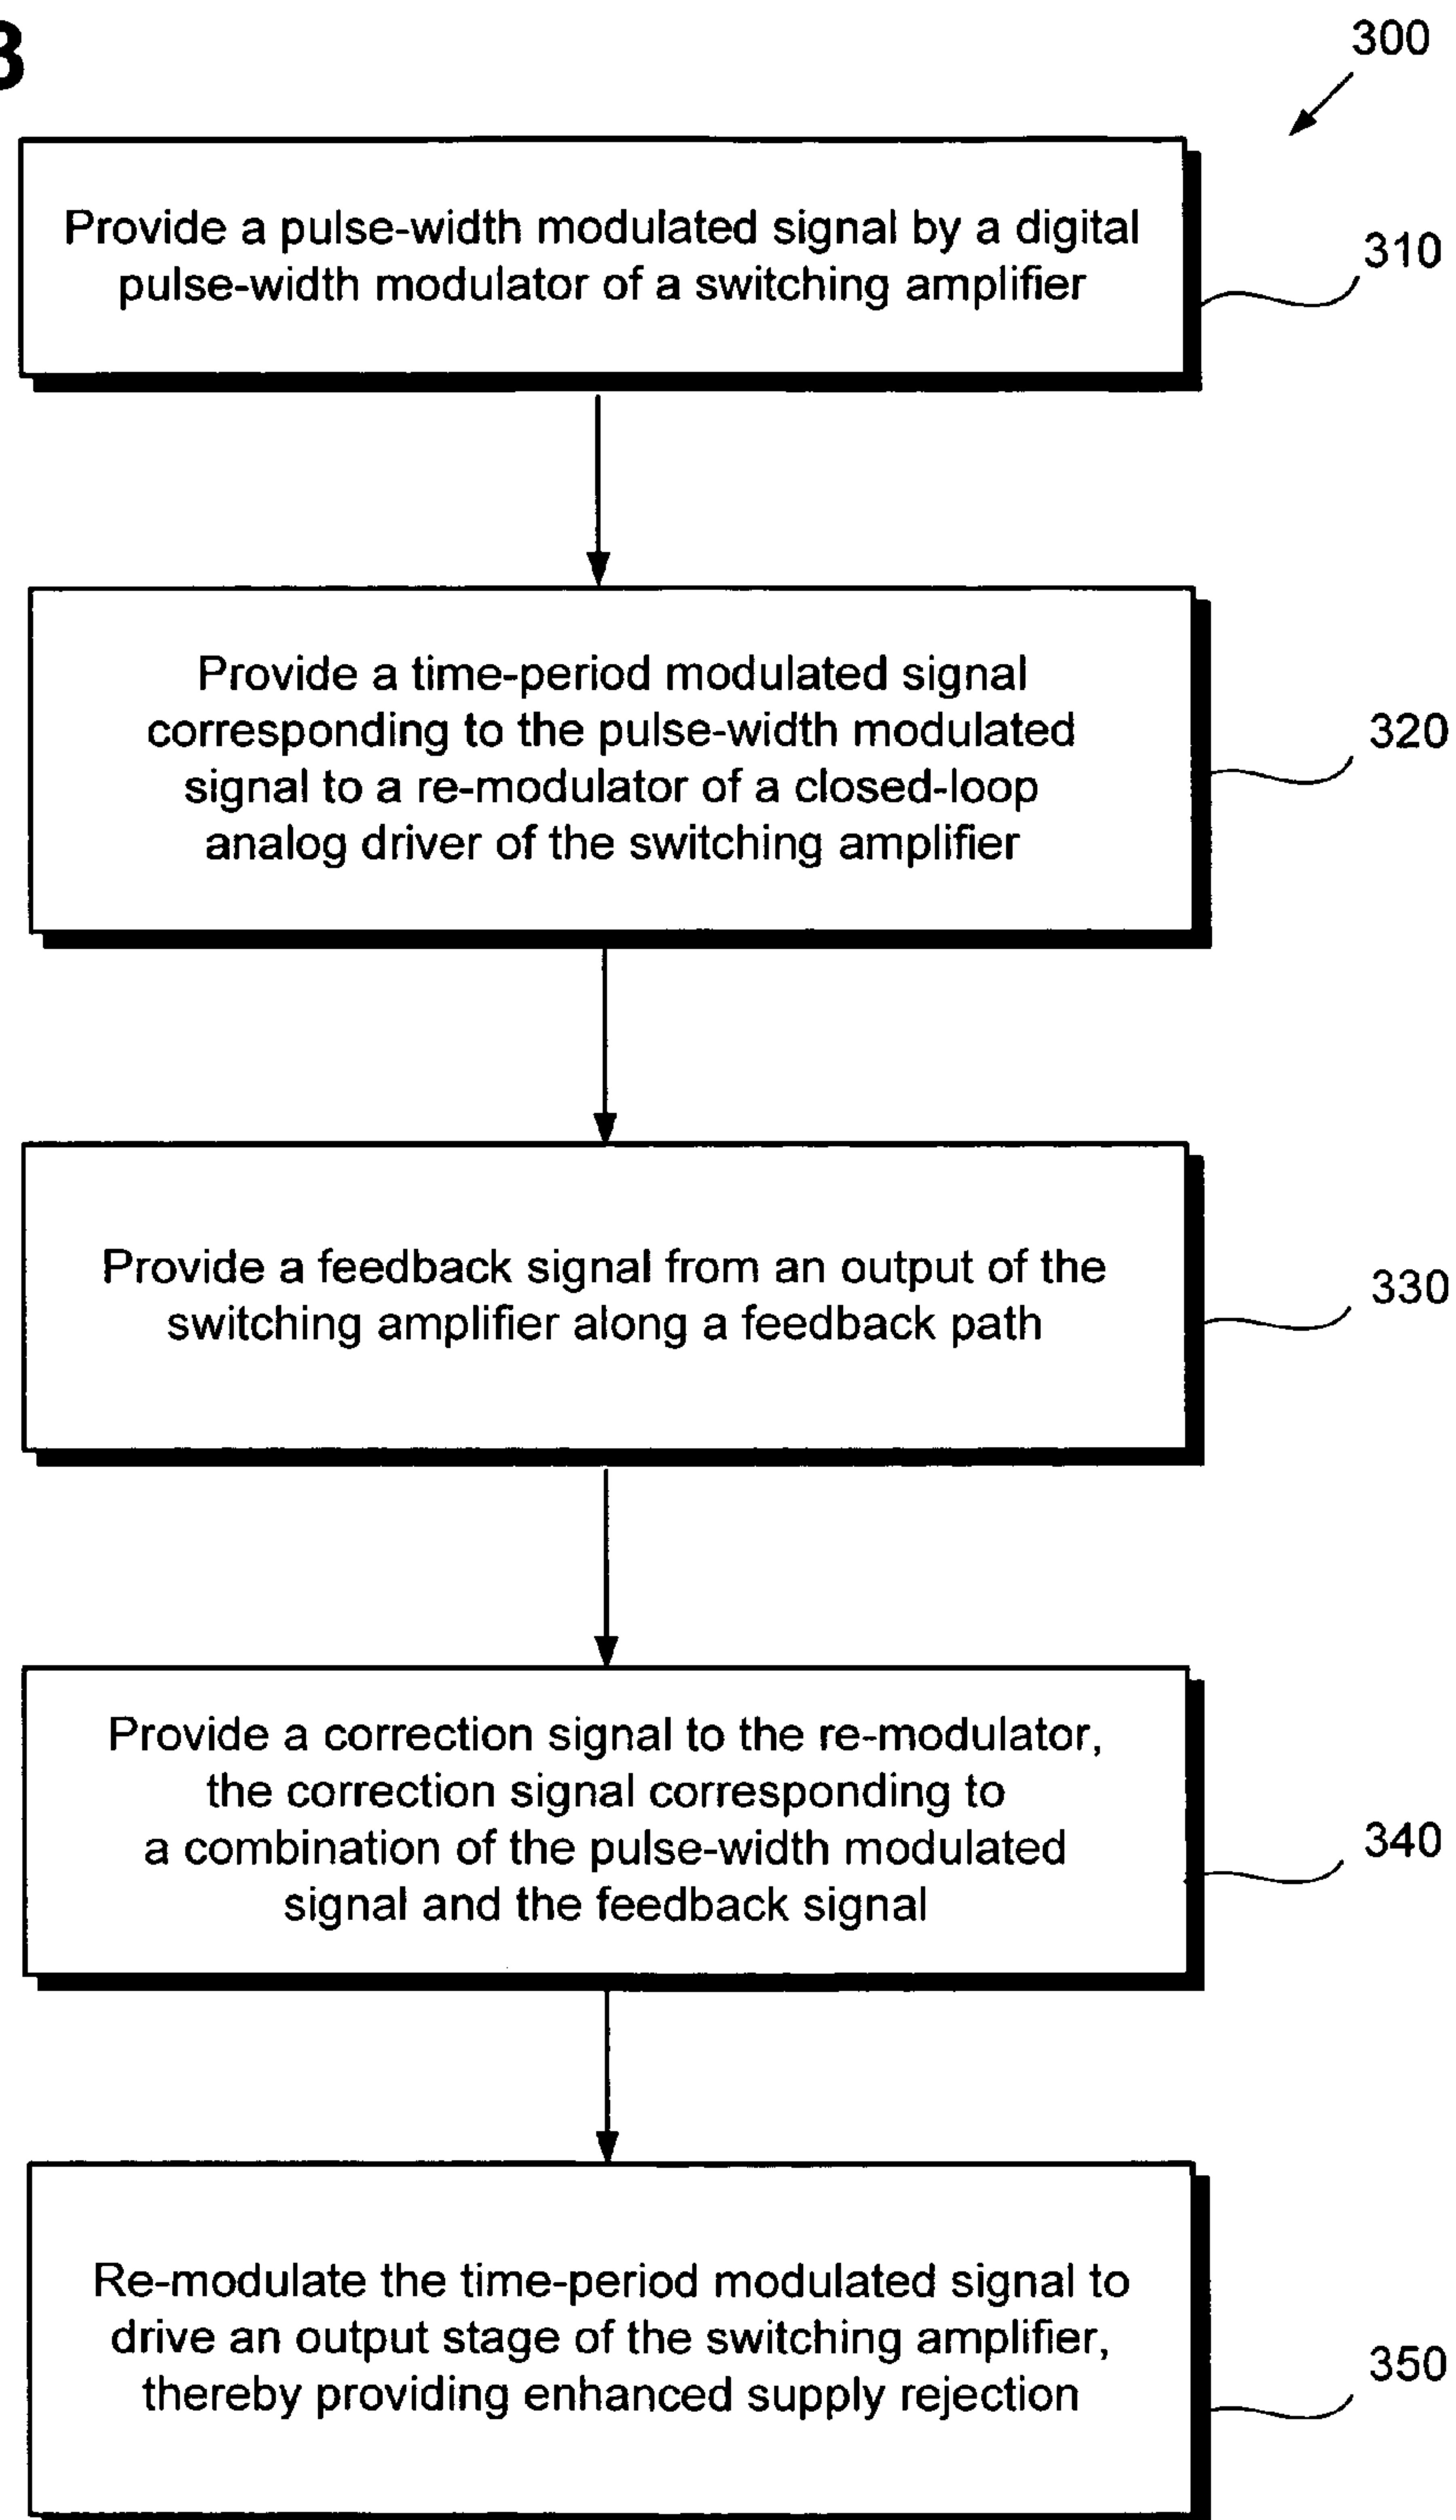 300
Provide a pulse-width modulated signal by a digital
pulse-width modulator of a switching amplifier
310
Provide a time-period modulated signal
corresponding to the pulse-width modulated
signal to a re-modulator of a closed-loop
analog driver of the switching amplifier
320
Provide a feedback signal from an output of the
switching amplifier along a feedback path
330
Provide a correction signal to the re-modulator,
the correction signal corresponding to
a combination of the pulse-width modulated
signal and the feedback signal
340
Re-modulate the time-period modulated signal to
drive an output stage of the switching amplifier,
thereby providing enhanced supply rejection
350